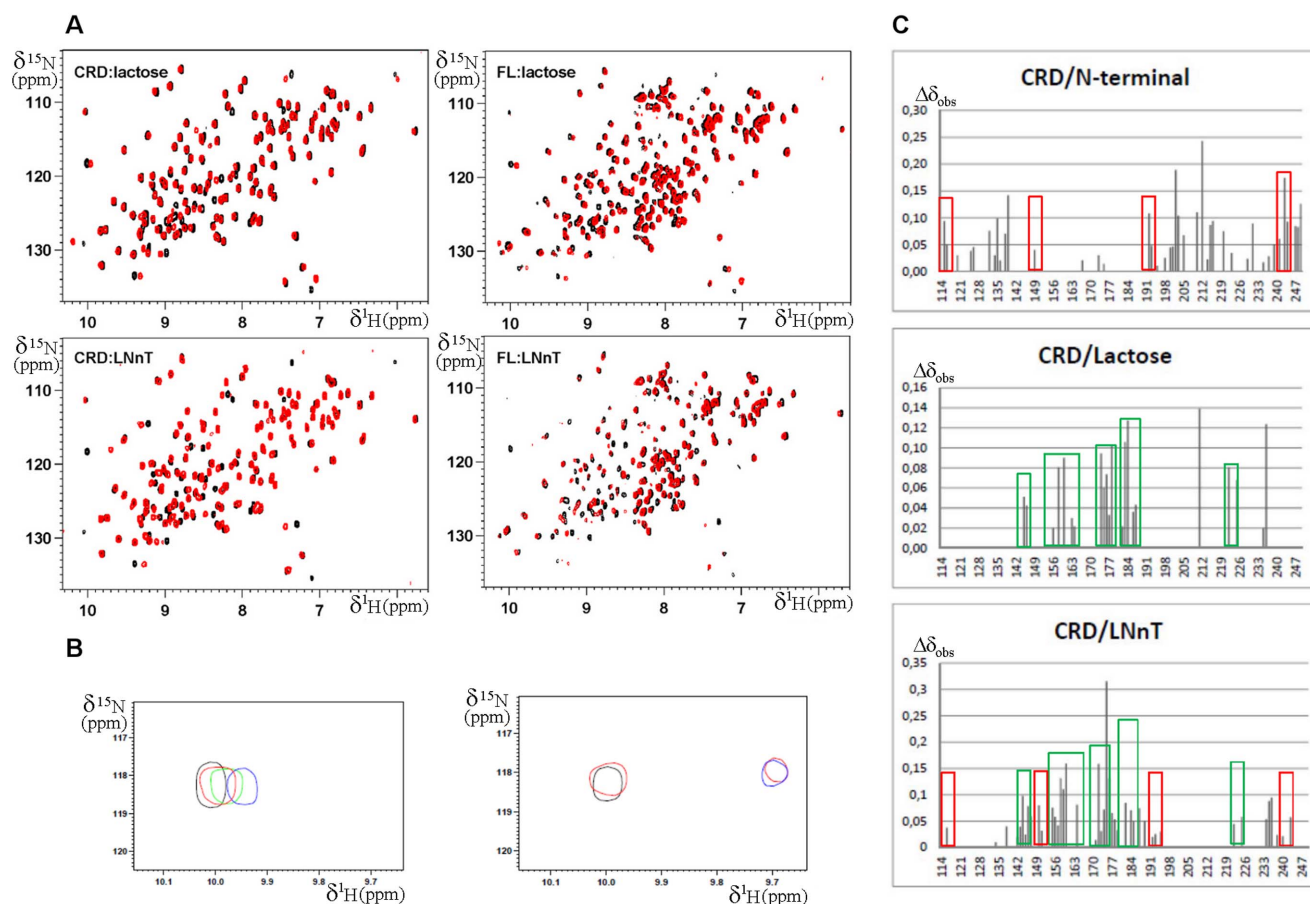 A
δ¹⁵N
(ppm)
CRD:lactose
110
120
130
10
9
8
7
δ¹H(ppm)
δ¹⁵N
(ppm)
FL:lactose
110
120
130
10
9
8
7
δ¹H(ppm)
δ¹⁵N
(ppm)
CRD:LNnT
110
120
130
10
9
8
7
δ¹H(ppm)
δ¹⁵N
(ppm)
FL:LNnT
110
120
130
10
9
8
7
δ¹H(ppm)
B
δ¹⁵N
(ppm)
117
118
119
120
10.1
10.0
9.9
9.8
9.7
δ¹H(ppm)
δ¹⁵N
(ppm)
117
118
119
120
10.1
10.0
9.9
9.8
9.7
δ¹H(ppm)
C
CRD/N-terminal
Δδobs
0,30
0,25
0,20
0,15
0,10
0,05
0,00
114 121 128 135 142 149 156 163 170 177 184 191 198 205 212 219 226 233 240 247
CRD/Lactose
Δδobs
0,16
0,14
0,12
0,10
0,08
0,06
0,04
0,02
0,00
114 121 128 135 142 149 156 163 170 177 184 191 198 205 212 219 226 233 240 247
CRD/LNnT
Δδobs
0,35
0,3
0,25
0,2
0,15
0,1
0,05
0
114 121 128 135 142 149 156 163 170 177 184 191 198 205 212 219 226 233 240 247